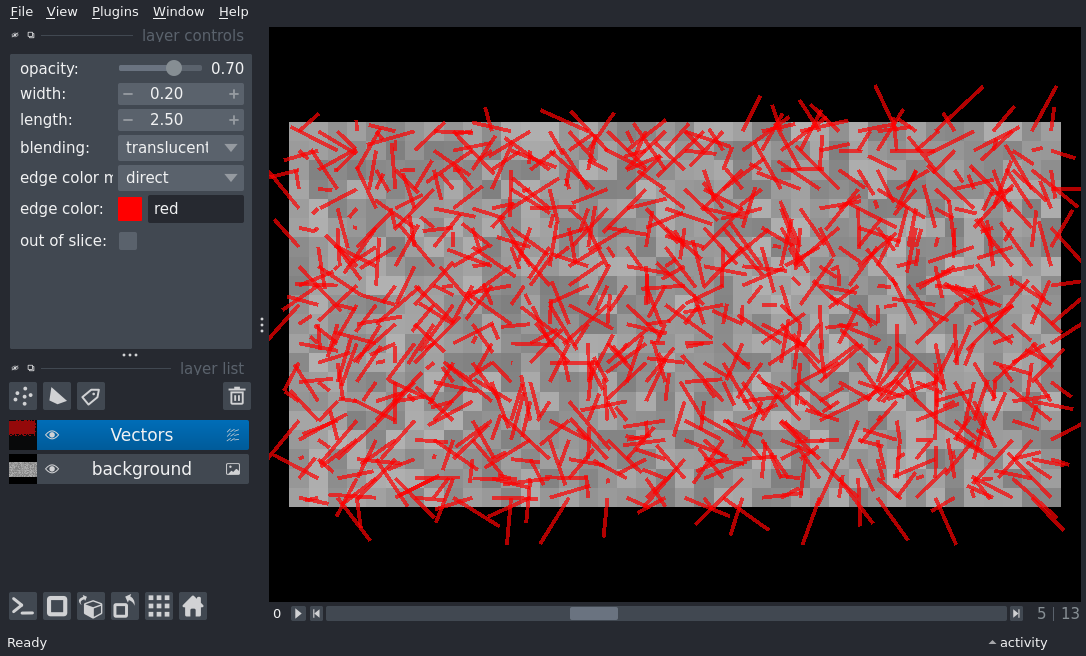 File View Plugins Window Help
layer controls
opacity: 0.70
width: 0.20
length: 2.50
blending: translucent
edge color m direct
edge color: red
out of slice:
layer list
Vectors
background
0 5 | 13
Ready activity